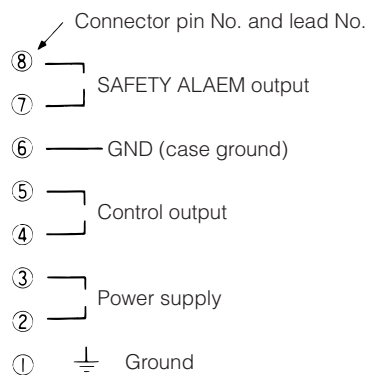 Connector pin No. and lead No.
⑧
SAFETY ALAEM output
⑦
⑥ GND (case ground)
⑤
Control output
④
③
Power supply
②
① Ground